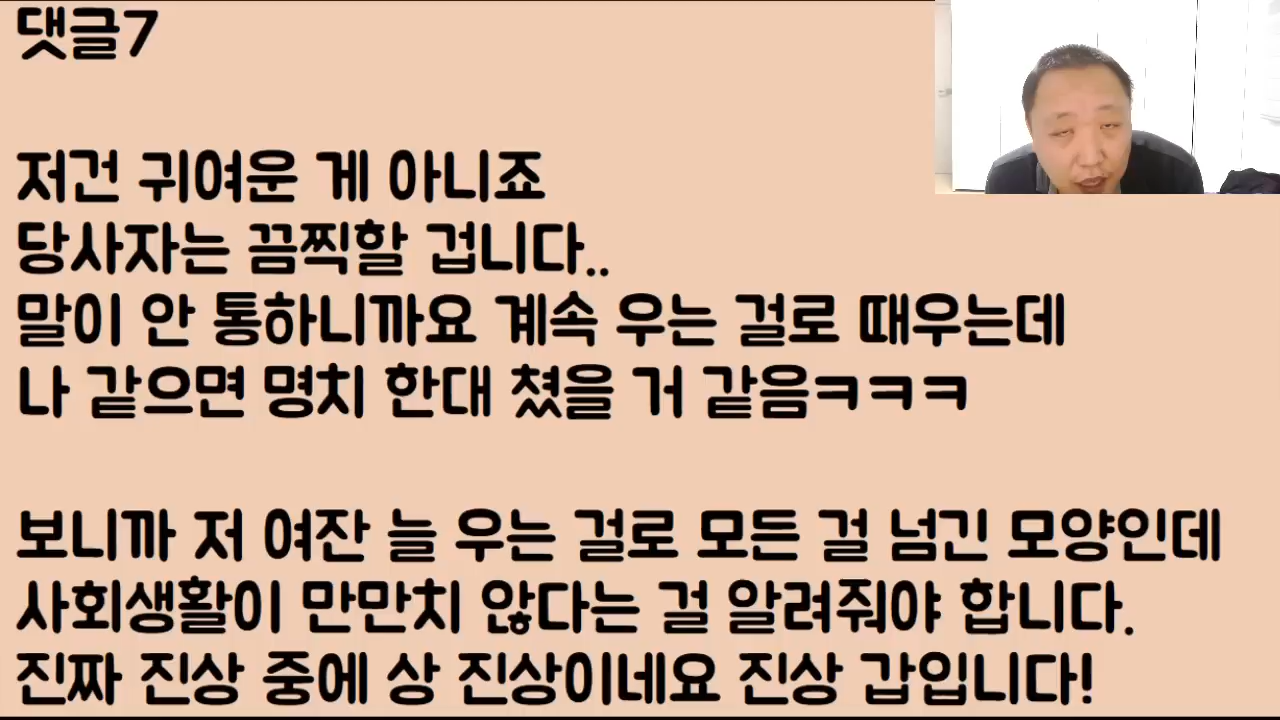 댓글7
저건 귀여운 게 아니죠
당사자는 끔찍할 겁니다..
말이 안 통하니까요 계속 우는 걸로 때우는데
나 같으면 명치 한대 쳤을 거 같음ㅋㅋㅋ
보니까 저 여잔 늘 우는 걸로 모든 걸 넘긴 모양인데
사회생활이 만만치 않다는 걸 알려줘야 합니다.
진짜 진상 중에 상 진상이네요 진상 갑입니다!